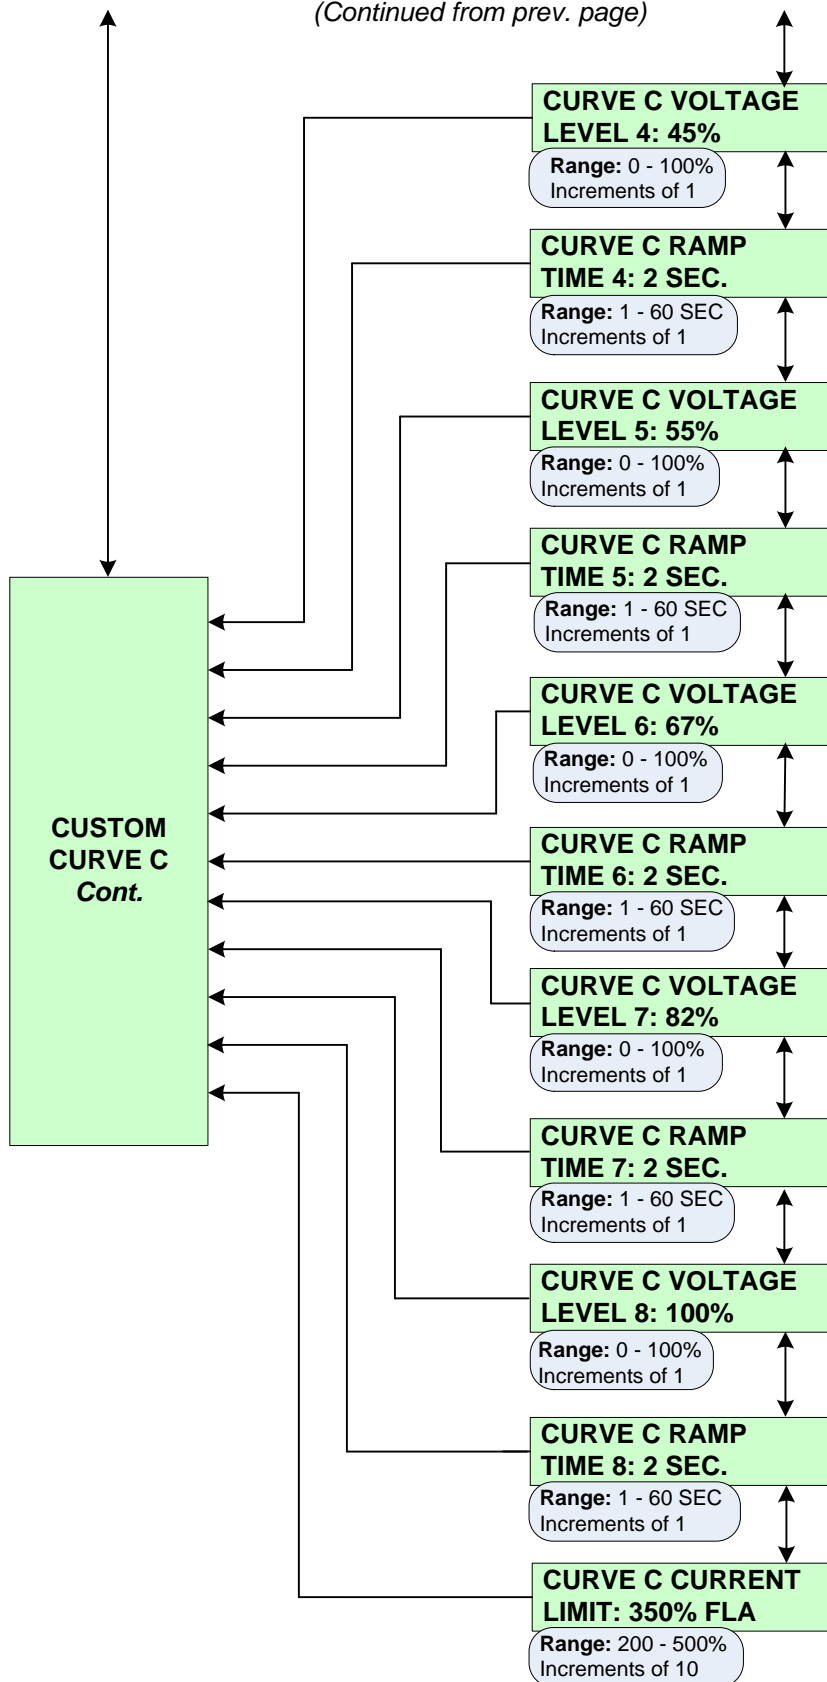 (Continued from prev. page)
CURVE C VOLTAGE
LEVEL 4: 45%
Range: 0 - 100%
Increments of 1
CURVE C RAMP
TIME 4: 2 SEC.
Range: 1 - 60 SEC
Increments of 1
CURVE C VOLTAGE
LEVEL 5: 55%
Range: 0 - 100%
Increments of 1
CURVE C RAMP
TIME 5: 2 SEC.
Range: 1 - 60 SEC
Increments of 1
CURVE C VOLTAGE
LEVEL 6: 67%
Range: 0 - 100%
Increments of 1
CUSTOM
CURVE C
Cont.
CURVE C RAMP
TIME 6: 2 SEC.
Range: 1 - 60 SEC
Increments of 1
CURVE C VOLTAGE
LEVEL 7: 82%
Range: 0 - 100%
Increments of 1
CURVE C RAMP
TIME 7: 2 SEC.
Range: 1 - 60 SEC
Increments of 1
CURVE C VOLTAGE
LEVEL 8: 100%
Range: 0 - 100%
Increments of 1
CURVE C RAMP
TIME 8: 2 SEC.
Range: 1 - 60 SEC
Increments of 1
CURVE C CURRENT
LIMIT: 350% FLA
Range: 200 - 500%
Increments of 10